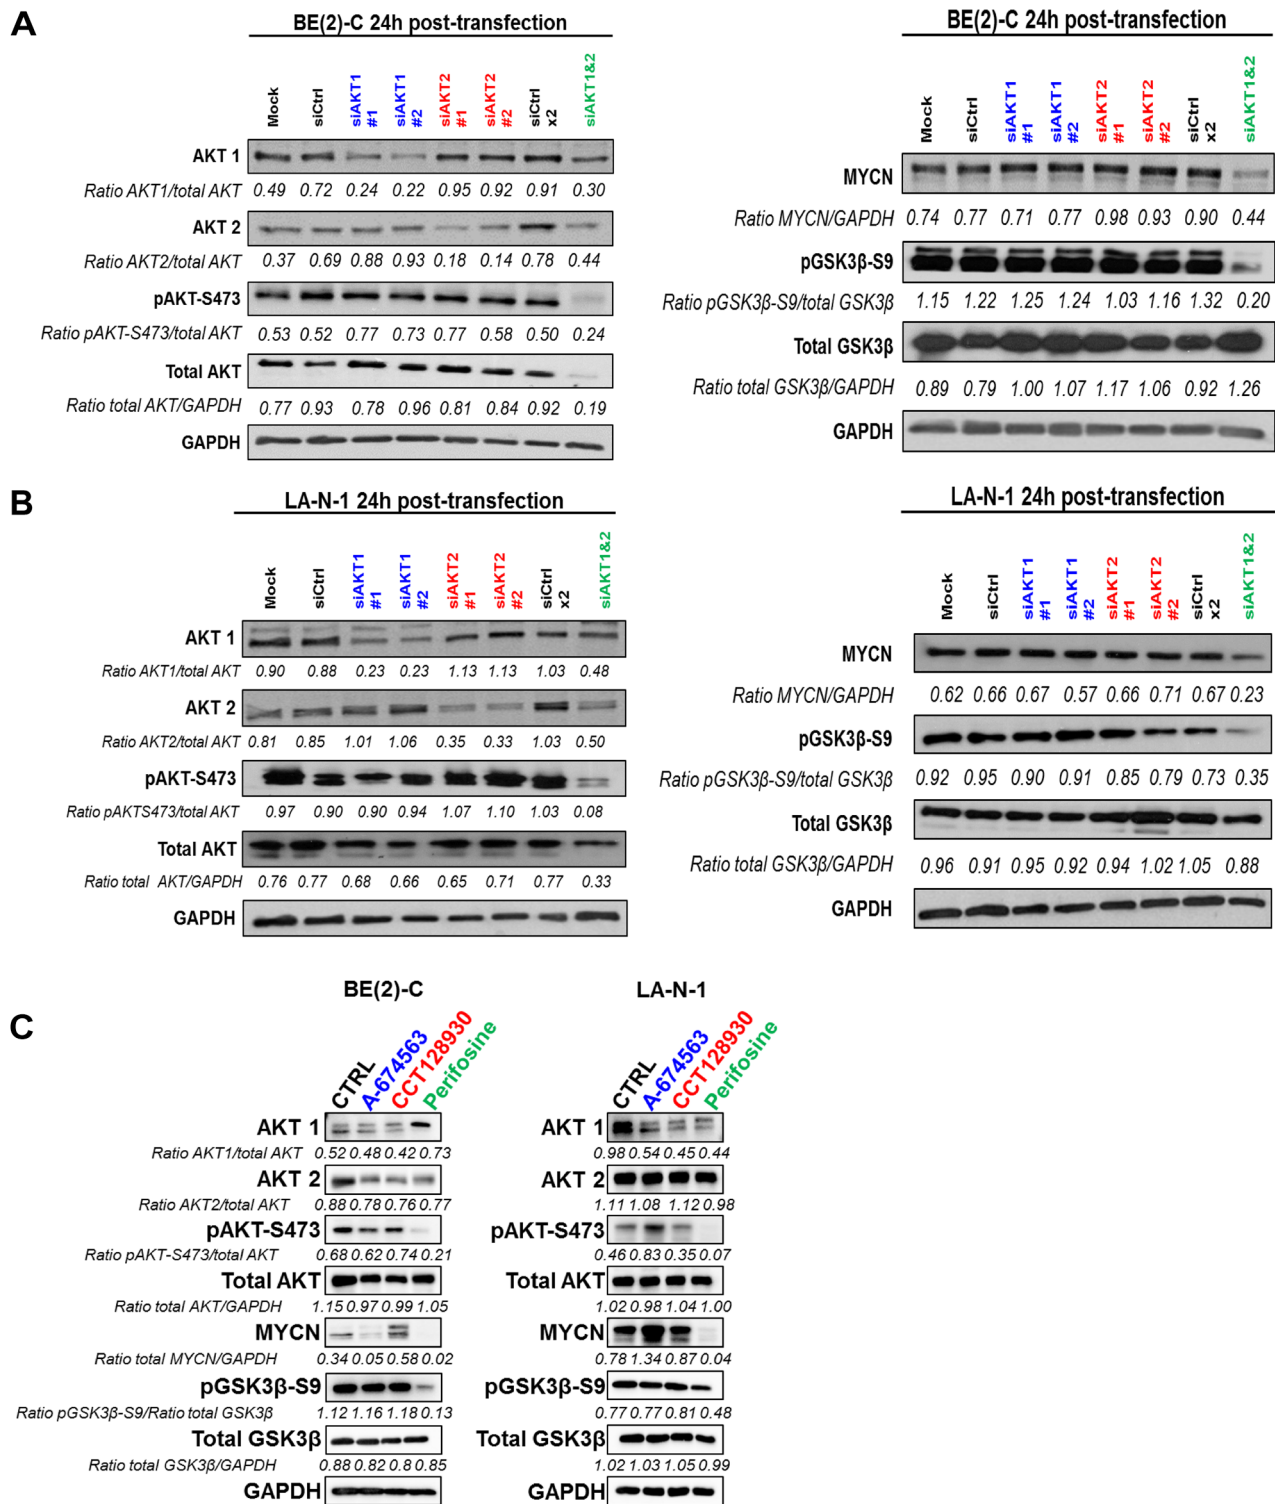 A
BE(2)-C 24h post-transfection
Mock siCtrl siAKT1 #1 siAKT1 #2 siAKT2 #1 siAKT2 #2 siCtrl x2 siAKT1&2
AKT 1
Ratio AKT1/total AKT 0.49 0.72 0.24 0.22 0.95 0.92 0.91 0.30
AKT 2
Ratio AKT2/total AKT 0.37 0.69 0.88 0.93 0.18 0.14 0.78 0.44
pAKT-S473
Ratio pAKT-S473/total AKT 0.53 0.52 0.77 0.73 0.77 0.58 0.50 0.24
Total AKT
Ratio total AKT/GAPDH 0.77 0.93 0.78 0.96 0.81 0.84 0.92 0.19
GAPDH
BE(2)-C 24h post-transfection
Mock siCtrl siAKT1 #1 siAKT1 #2 siAKT2 #1 siAKT2 #2 siCtrl x2 siAKT1&2
MYCN
Ratio MYCN/GAPDH 0.74 0.77 0.71 0.77 0.98 0.93 0.90 0.44
pGSK3β-S9
Ratio pGSK3β-S9/total GSK3β 1.15 1.22 1.25 1.24 1.03 1.16 1.32 0.20
Total GSK3β
Ratio total GSK3β/GAPDH 0.89 0.79 1.00 1.07 1.17 1.06 0.92 1.26
GAPDH
B
LA-N-1 24h post-transfection
Mock siCtrl siAKT1 #1 siAKT1 #2 siAKT2 #1 siAKT2 #2 siCtrl x2 siAKT1&2
AKT 1
Ratio AKT1/total AKT 0.90 0.88 0.23 0.23 1.13 1.13 1.03 0.48
AKT 2
Ratio AKT2/total AKT 0.81 0.85 1.01 1.06 0.35 0.33 1.03 0.50
pAKT-S473
Ratio pAKTS473/total AKT 0.97 0.90 0.90 0.94 1.07 1.10 1.03 0.08
Total AKT
Ratio total AKT/GAPDH 0.76 0.77 0.68 0.66 0.65 0.71 0.77 0.33
GAPDH
LA-N-1 24h post-transfection
Mock siCtrl siAKT1 #1 siAKT1 #2 siAKT2 #1 siAKT2 #2 siCtrl x2 siAKT1&2
MYCN
Ratio MYCN/GAPDH 0.62 0.66 0.67 0.57 0.66 0.71 0.67 0.23
pGSK3β-S9
Ratio pGSK3β-S9/total GSK3β 0.92 0.95 0.90 0.91 0.85 0.79 0.73 0.35
Total GSK3β
Ratio total GSK3β/GAPDH 0.96 0.91 0.95 0.92 0.94 1.02 1.05 0.88
GAPDH
C
BE(2)-C
CTRL A-674563 CCT128930 Perifosine
AKT 1
Ratio AKT1/total AKT 0.52 0.48 0.42 0.73
AKT 2
Ratio AKT2/total AKT 0.88 0.78 0.76 0.77
pAKT-S473
Ratio pAKT-S473/total AKT 0.68 0.62 0.74 0.21
Total AKT
Ratio total AKT/GAPDH 1.15 0.97 0.99 1.05
MYCN
Ratio total MYCN/GAPDH 0.34 0.05 0.58 0.02
pGSK3β-S9
Ratio pGSK3β-S9/Ratio total GSK3β 1.12 1.16 1.18 0.13
Total GSK3β
Ratio total GSK3β/GAPDH 0.88 0.82 0.8 0.85
GAPDH
LA-N-1
CTRL A-674563 CCT128930 Perifosine
AKT 1
0.98 0.54 0.45 0.44
AKT 2
1.11 1.08 1.12 0.98
pAKT-S473
0.46 0.83 0.35 0.07
Total AKT
1.02 0.98 1.04 1.00
MYCN
0.78 1.34 0.87 0.04
pGSK3β-S9
0.77 0.77 0.81 0.48
Total GSK3β
1.02 1.03 1.05 0.99
GAPDH